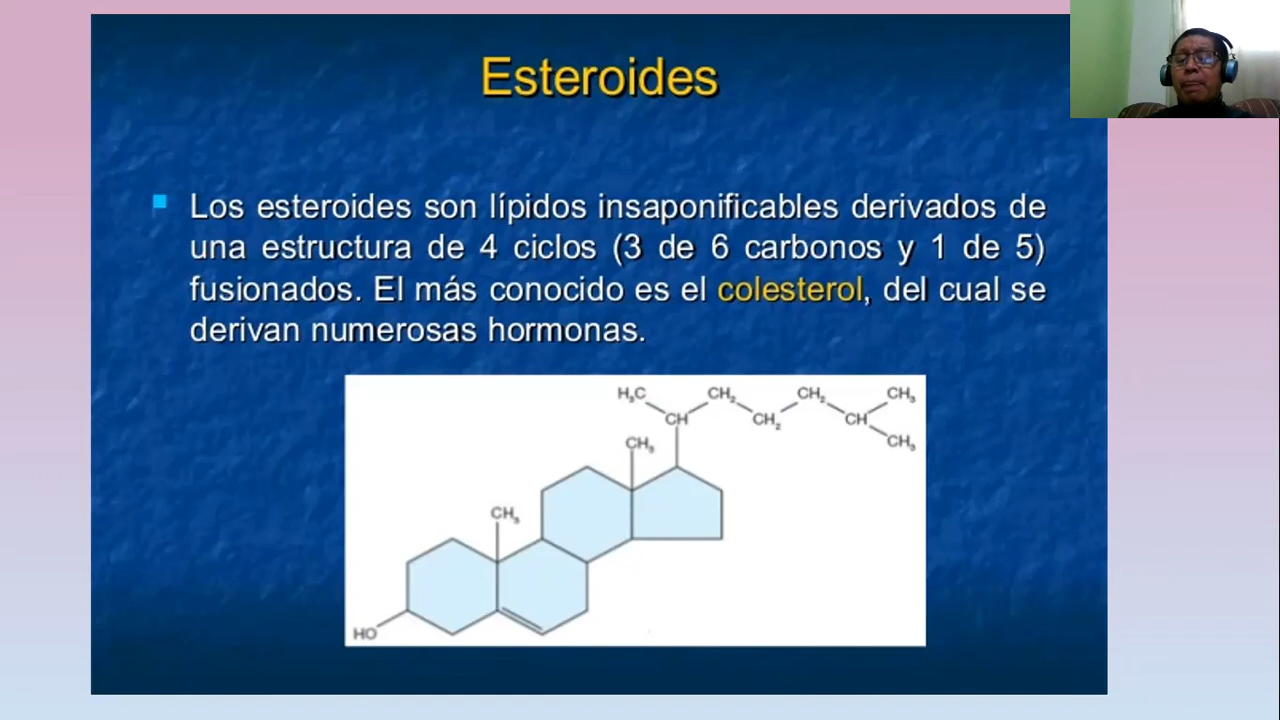 Esteroides
Los esteroides son lípidos insaponificables derivados de
una estructura de 4 ciclos (3 de 6 carbonos y 1 de 5)
fusionados. El más conocido es el colesterol, del cual se
derivan numerosas hormonas.
H₃C CH₂ CH₂ CH₃
CH CH₂ CH
CH₃ CH₃
CH₃
HO